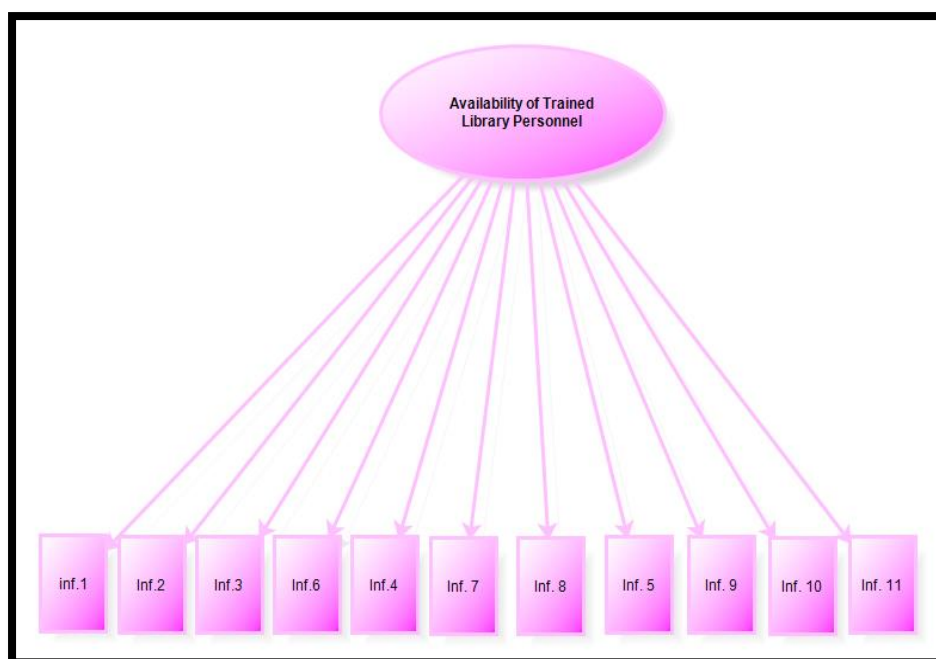 Availability of Trained
Library Personnel
inf.1
Inf.2
Inf.3
Inf.6
Inf.4
Inf. 7
Inf. 8
Inf. 5
Inf. 9
Inf. 10
Inf. 11